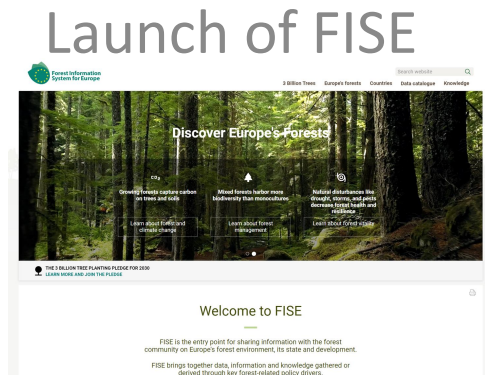 Launch of FISE
Forest Information
System for Europe
Search website
3 Billion Trees Europe's forests Countries Data catalogue Knowledge
Discover Europe's Forests
CO₂
Growing forests capture carbon
on trees and soils
Learn about forest and
climate change
Mixed forests harbor more
biodiversity than monocultures
Learn about forest
management
Natural disturbances like
drought, storms, and pests
decrease forest health and
resilience
Learn about forest vitality
THE 3 BILLION TREE PLANTING PLEDGE FOR 2030
LEARN MORE AND JOIN THE PLEDGE
Welcome to FISE
FISE is the entry point for sharing information with the forest
community on Europe's forest environment, its state and development.
FISE brings together data, information and knowledge gathered or
derived through key forest-related policy drivers.